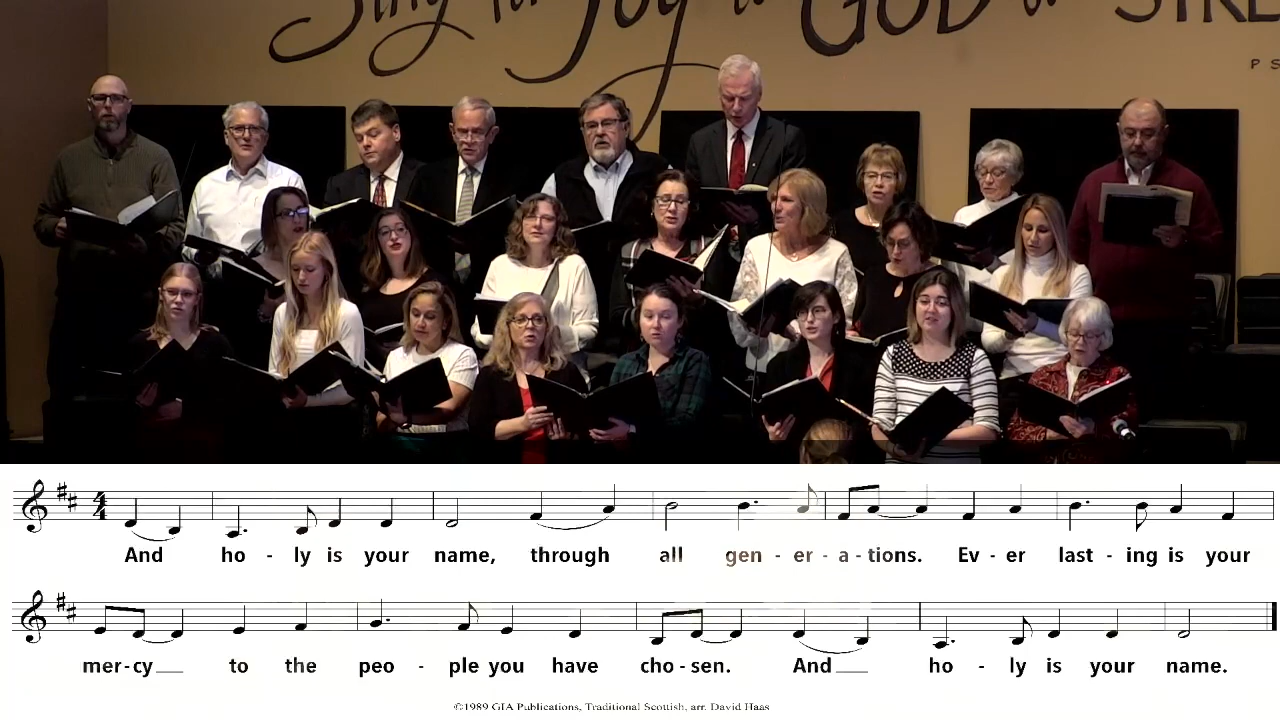 Sing for Joy to GOD
P S
And ho - ly is your name, through all gen - er - a - tions. Ev - er last - ing is your
mer - cy to the peo - ple you have cho - sen. And ho - ly is your name.
©1989 GIA Publications, Traditional Scottish, arr. David Haas